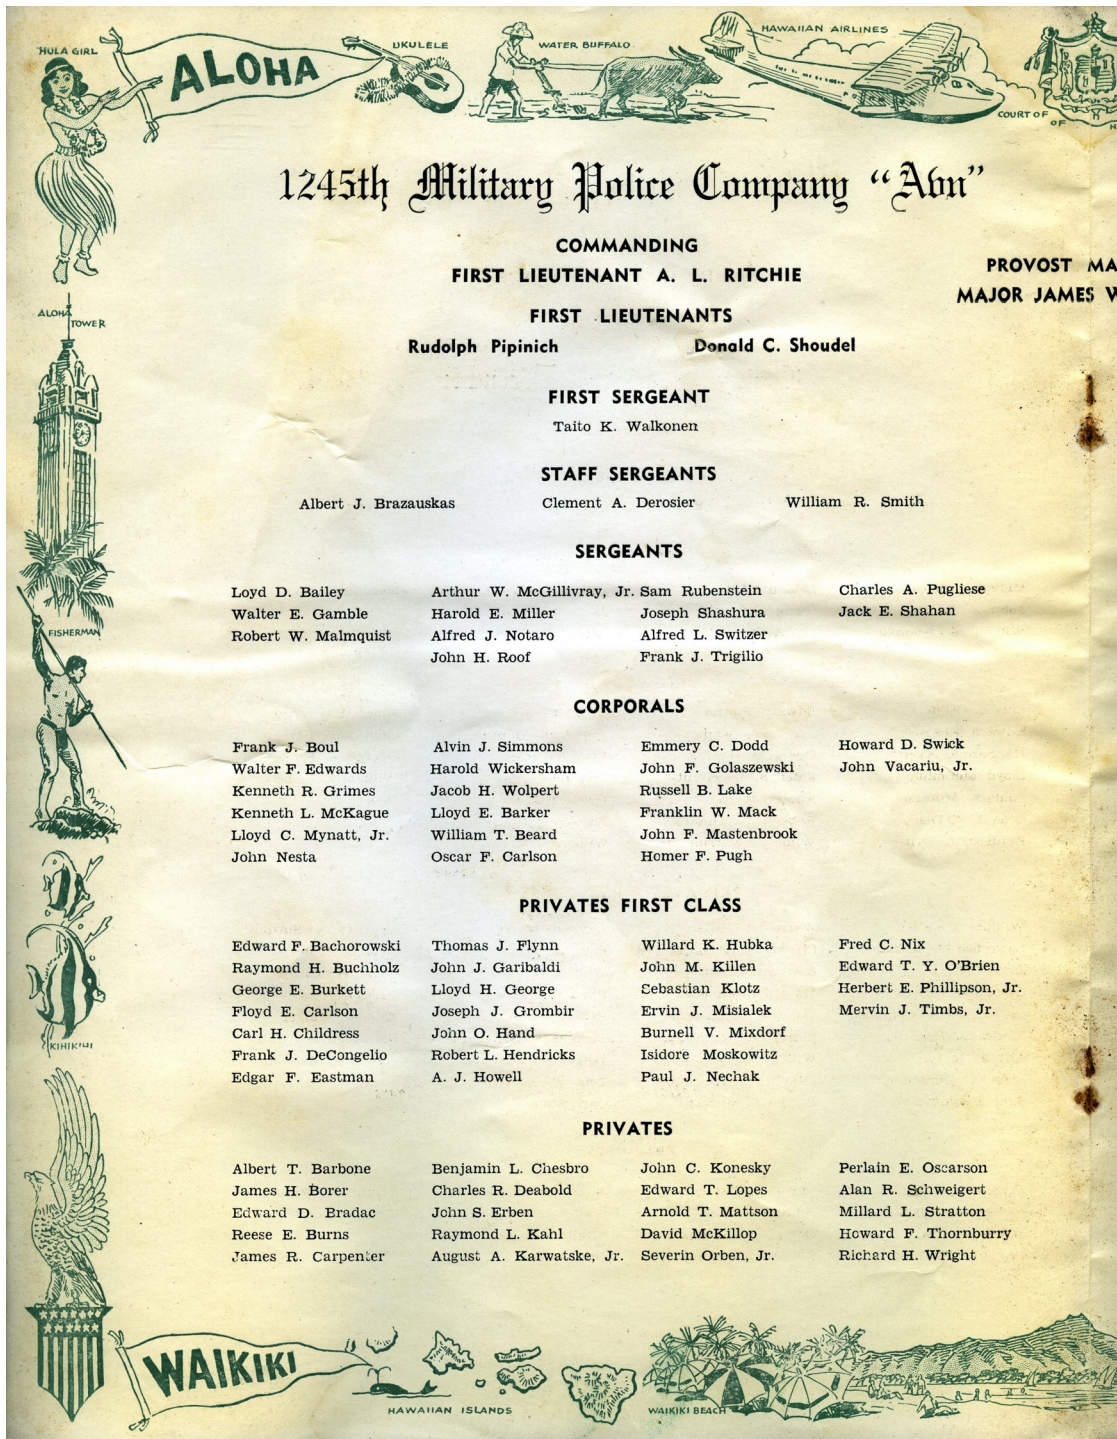 HULA GIRL
ALOHA
UKULELE
WATER BUFFALO
HAWAIIAN AIRLINES
COURT OF
OF
1245th Military Police Company “Abn”
COMMANDING
FIRST LIEUTENANT A. L. RITCHIE
PROVOST MA
MAJOR JAMES W
FIRST LIEUTENANTS
Rudolph Pipinich Donald C. Shoudel
ALOHA
TOWER
FIRST SERGEANT
Taito K. Walkonen
STAFF SERGEANTS
Albert J. Brazauskas Clement A. Derosier William R. Smith
SERGEANTS
Loyd D. Bailey Arthur W. McGillivray, Jr. Sam Rubenstein Charles A. Pugliese
Walter E. Gamble Harold E. Miller Joseph Shashura Jack E. Shahan
Robert W. Malmquist Alfred J. Notaro Alfred L. Switzer
John H. Roof Frank J. Trigilio
FISHERMAN
CORPORALS
Frank J. Boul Alvin J. Simmons Emmery C. Dodd Howard D. Swick
Walter F. Edwards Harold Wickersham John F. Golaszewski John Vacariu, Jr.
Kenneth R. Grimes Jacob H. Wolpert Russell B. Lake
Kenneth L. McKague Lloyd E. Barker Franklin W. Mack
Lloyd C. Mynatt, Jr. William T. Beard John F. Mastenbrook
John Nesta Oscar F. Carlson Homer F. Pugh
PRIVATES FIRST CLASS
Edward F. Bachorowski Thomas J. Flynn Willard K. Hubka Fred C. Nix
Raymond H. Buchholz John J. Garibaldi John M. Killen Edward T. Y. O'Brien
George E. Burkett Lloyd H. George Sebastian Klotz Herbert E. Phillipson, Jr.
Floyd E. Carlson Joseph J. Grombir Ervin J. Misialek Mervin J. Timbs, Jr.
Carl H. Childress John O. Hand Burnell V. Mixdorf
Frank J. DeCongelio Robert L. Hendricks Isidore Moskowitz
Edgar F. Eastman A. J. Howell Paul J. Nechak
KIHIKIHI
PRIVATES
Albert T. Barbone Benjamin L. Chesbro John C. Konesky Perlain E. Oscarson
James H. Borer Charles R. Deabold Edward T. Lopes Alan R. Schweigert
Edward D. Bradac John S. Erben Arnold T. Mattson Millard L. Stratton
Reese E. Burns Raymond L. Kahl David McKillop Howard F. Thornburry
James R. Carpenter August A. Karwatske, Jr. Severin Orben, Jr. Richard H. Wright
WAIKIKI
HAWAIIAN ISLANDS
WAIKIKI BEACH